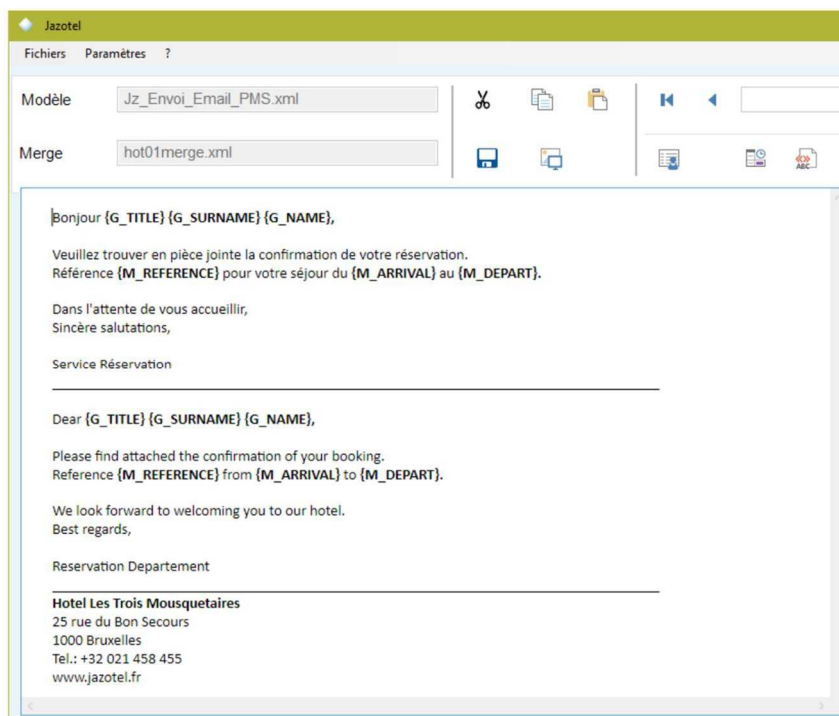 Jazotel
Fichiers Paramètres ?
Modèle Jz_Envoi_Email_PMS.xml
Merge hot01merge.xml
ABC
Bonjour {G_TITLE} {G_SURNAME} {G_NAME},
Veuillez trouver en pièce jointe la confirmation de votre réservation.
Référence {M_REFERENCE} pour votre séjour du {M_ARRIVAL} au {M_DEPART}.
Dans l'attente de vous accueillir,
Sincère salutations,
Service Réservation
Dear {G_TITLE} {G_SURNAME} {G_NAME},
Please find attached the confirmation of your booking.
Reference {M_REFERENCE} from {M_ARRIVAL} to {M_DEPART}.
We look forward to welcoming you to our hotel.
Best regards,
Reservation Departement
Hotel Les Trois Mousquetaires
25 rue du Bon Secours
1000 Bruxelles
Tel.: +32 021 458 455
www.jazotel.fr